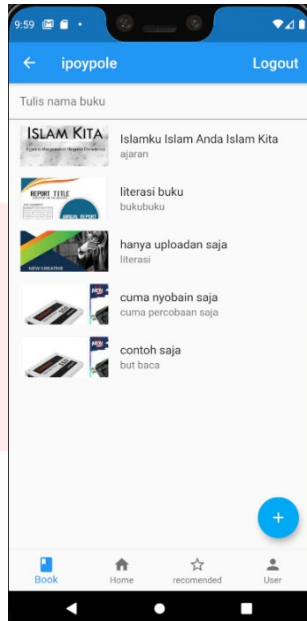 9:59
ipoypole
Logout
Tulis nama buku
ISLAM KITA
Islamku Islam Anda Islam Kita
ajaran
REPORT TITLE
ANNUAL REPORT
literasi buku
bukubuku
NEW CREATIVE
hanya uploadan saja
literasi
cuma nyobain saja
cuma percobaan saja
contoh saja
but baca
+
Book
Home
recomended
User